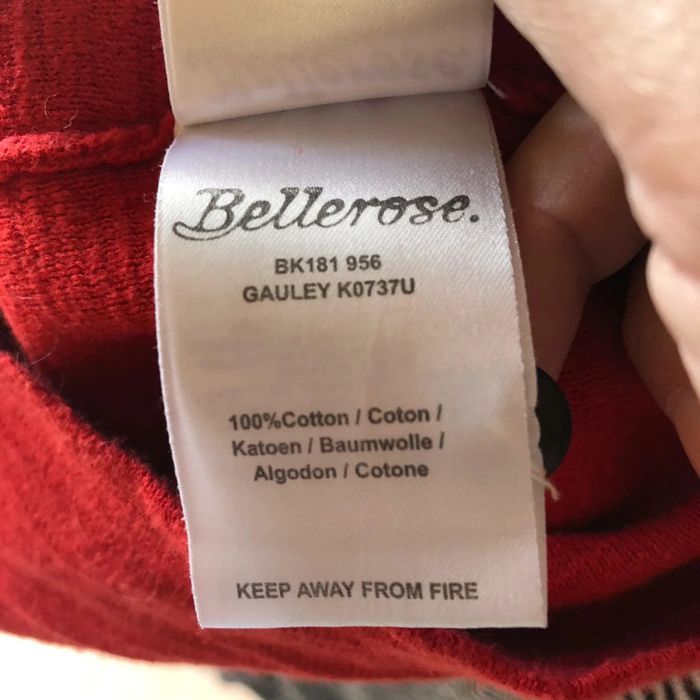 Bellerose.
BK181 956
GAULEY K0737U
100%Cotton / Coton /
Katoen / Baumwolle /
Algodon / Cotone
KEEP AWAY FROM FIRE